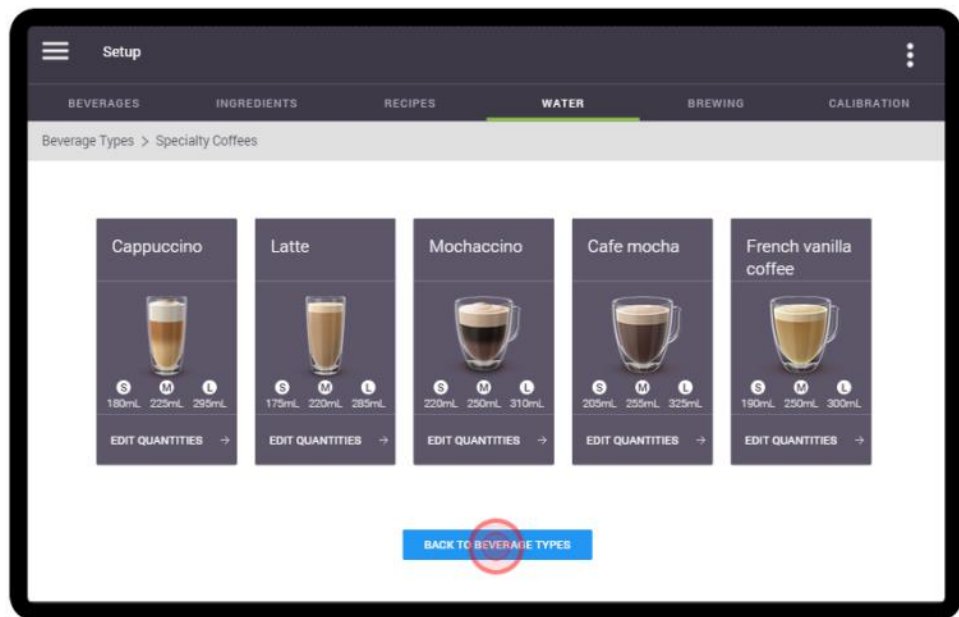 Setup
BEVERAGES INGREDIENTS RECIPES WATER BREWING CALIBRATION
Beverage Types > Specialty Coffees
Cappuccino
S M L
180mL 225mL 295mL
EDIT QUANTITIES →
Latte
S M L
175mL 220mL 285mL
EDIT QUANTITIES →
Mochaccino
S M L
220mL 250mL 310mL
EDIT QUANTITIES →
Cafe mocha
S M L
205mL 255mL 325mL
EDIT QUANTITIES →
French vanilla
coffee
S M L
190mL 250mL 300mL
EDIT QUANTITIES →
BACK TO BEVERAGE TYPES